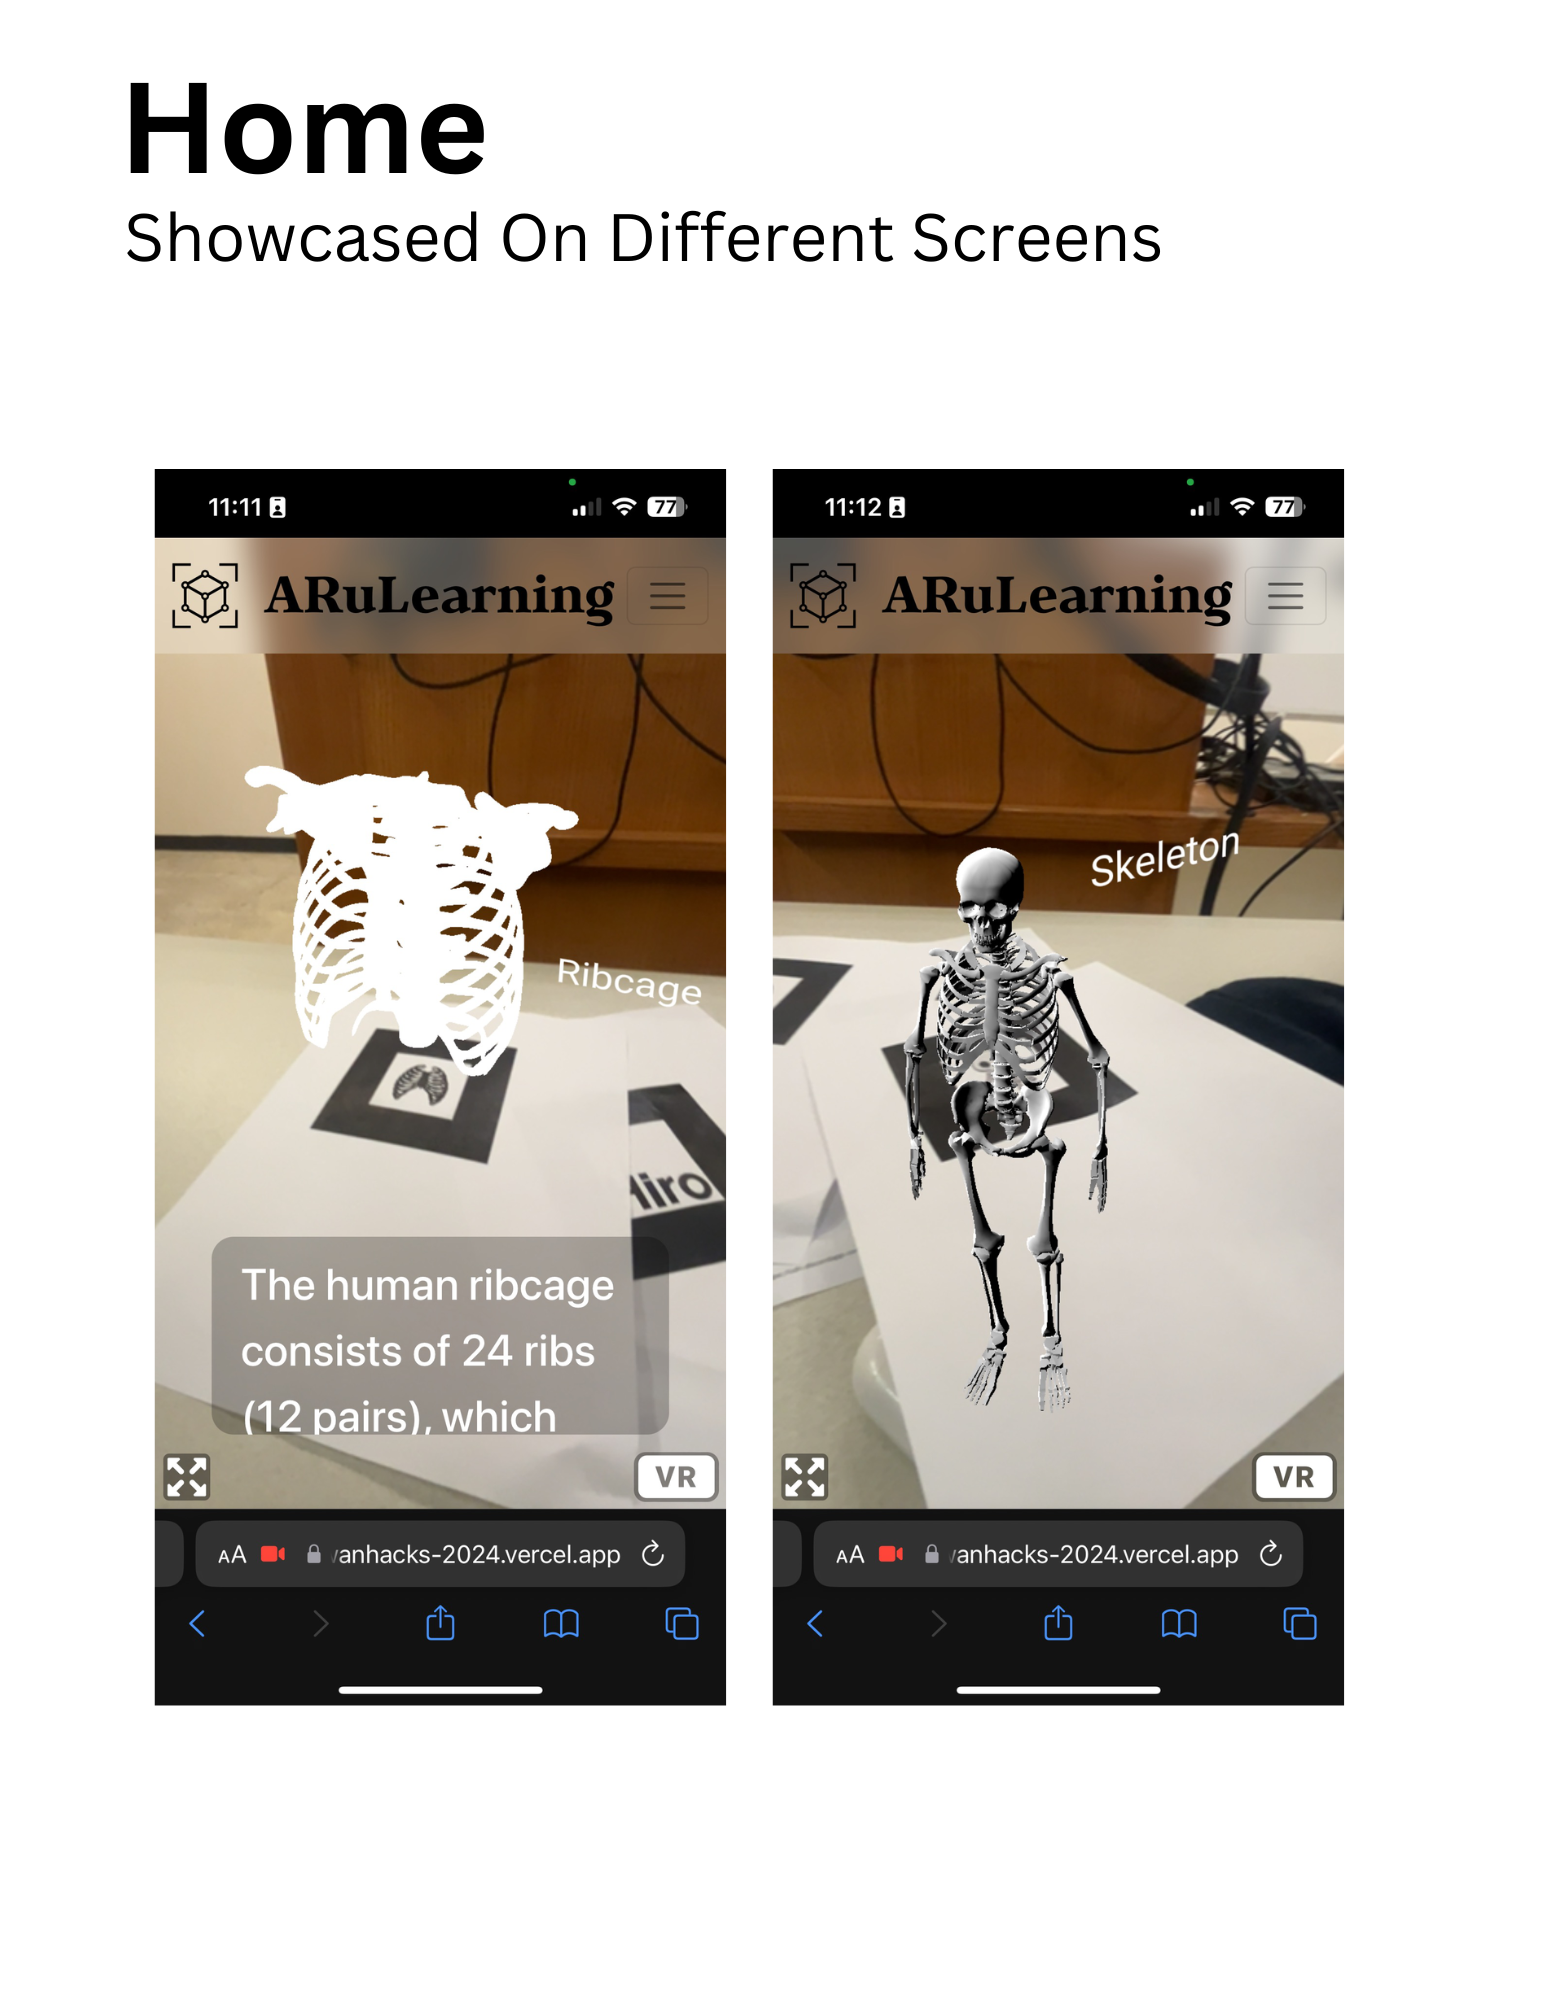 Home
Showcased On Different Screens
11:11
77
ARuLearning
Ribcage
The human ribcage
consists of 24 ribs
(12 pairs), which
VR
AA
anhacks-2024.vercel.app
11:12
77
ARuLearning
Skeleton
VR
AA
anhacks-2024.vercel.app